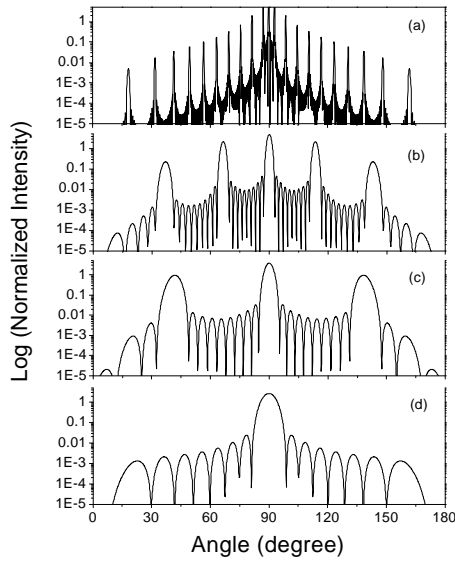 (a)
1
0.1
0.01
1E-3
1E-4
1E-5
(b)
1
0.1
0.01
1E-3
1E-4
1E-5
(c)
1
0.1
0.01
1E-3
1E-4
1E-5
(d)
1
0.1
0.01
1E-3
1E-4
1E-5
0 30 60 90 120 150 180
Angle (degree)
Log (Normalized Intensity)